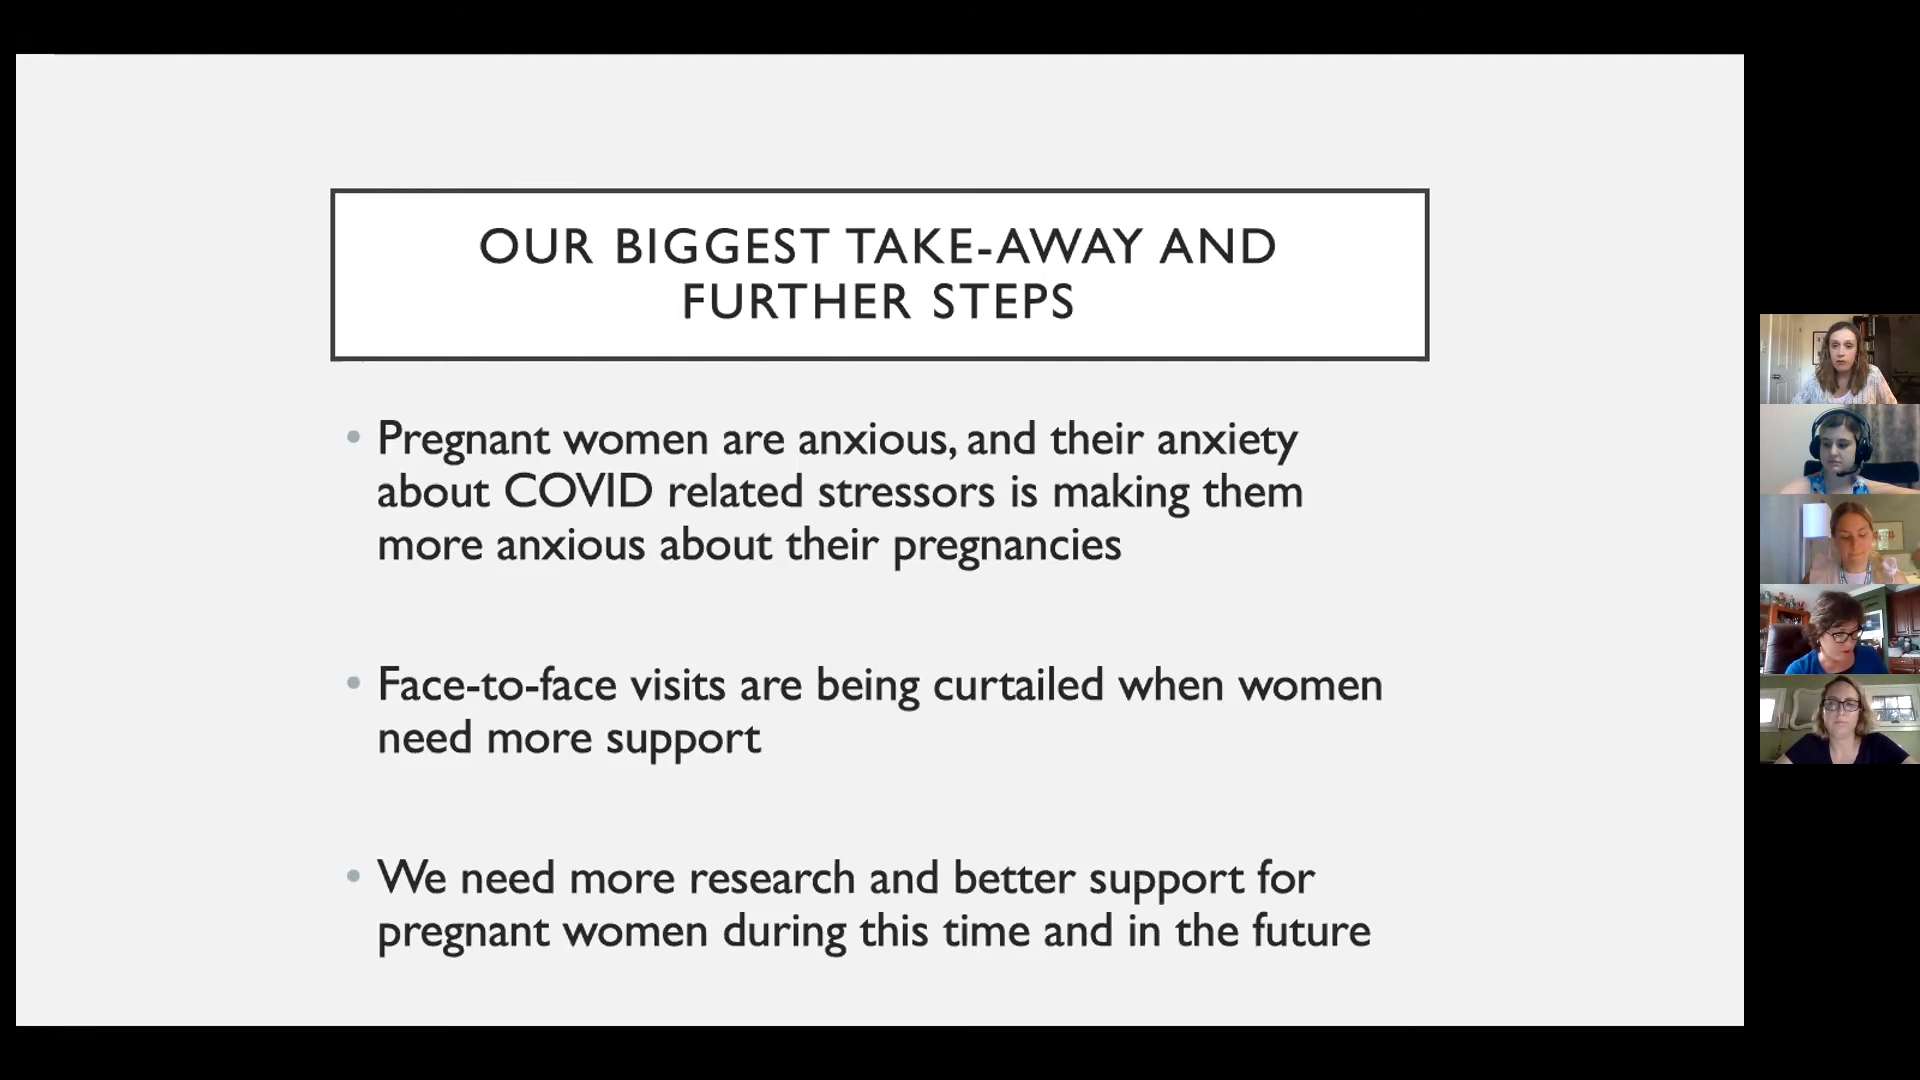 OUR BIGGEST TAKE-AWAY AND
FURTHER STEPS
• Pregnant women are anxious, and their anxiety
about COVID related stressors is making them
more anxious about their pregnancies
• Face-to-face visits are being curtailed when women
need more support
• We need more research and better support for
pregnant women during this time and in the future